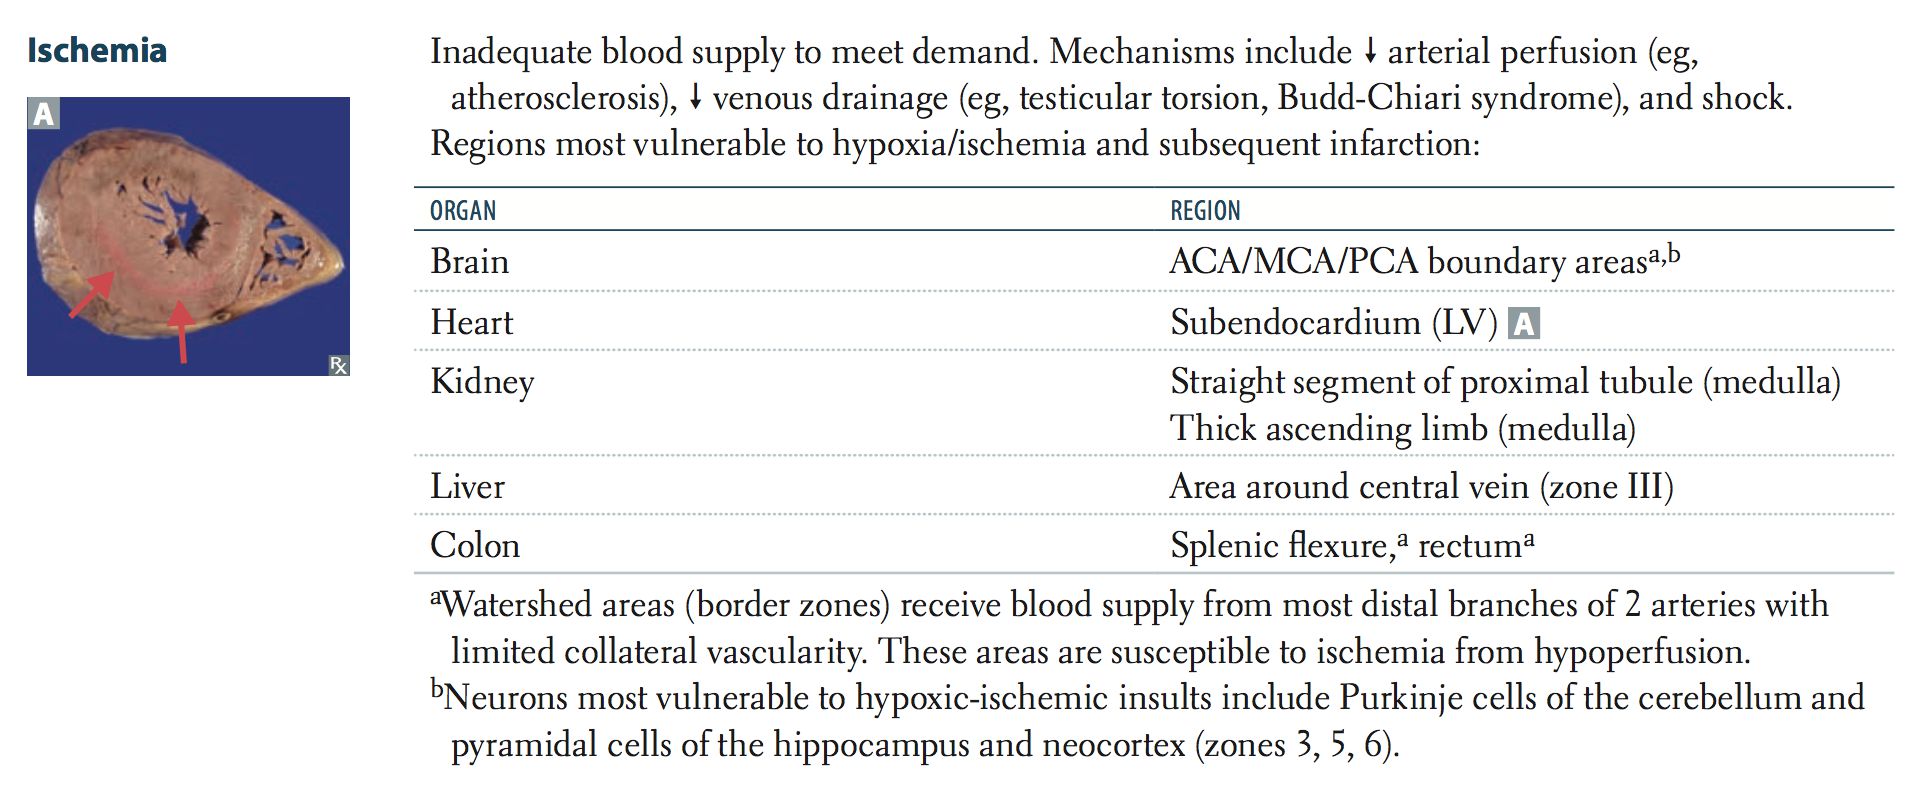 Ischemia
A
℞
Inadequate blood supply to meet demand. Mechanisms include ↓ arterial perfusion (eg,
atherosclerosis), ↓ venous drainage (eg, testicular torsion, Budd-Chiari syndrome), and shock.
Regions most vulnerable to hypoxia/ischemia and subsequent infarction:
ORGAN REGION
Brain ACA/MCA/PCA boundary areasᵃ,ᵇ
Heart Subendocardium (LV) A
Kidney Straight segment of proximal tubule (medulla)
Thick ascending limb (medulla)
Liver Area around central vein (zone III)
Colon Splenic flexure,ᵃ rectumᵃ
ᵃWatershed areas (border zones) receive blood supply from most distal branches of 2 arteries with
limited collateral vascularity. These areas are susceptible to ischemia from hypoperfusion.
ᵇNeurons most vulnerable to hypoxic-ischemic insults include Purkinje cells of the cerebellum and
pyramidal cells of the hippocampus and neocortex (zones 3, 5, 6).